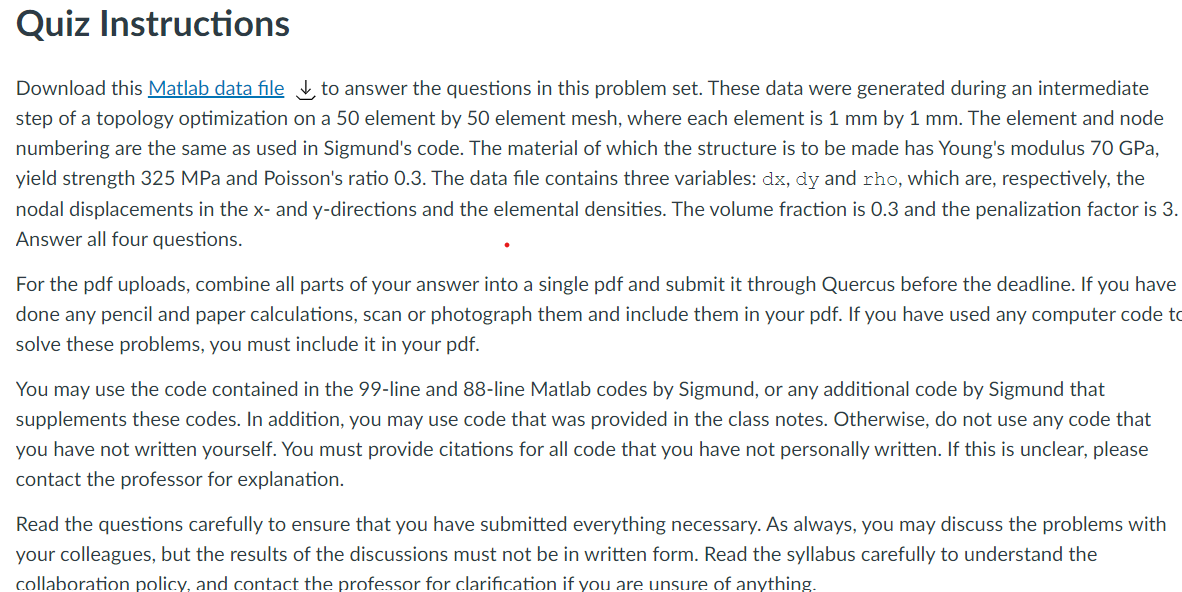 Quiz Instructions
Download this Matlab data file to answer the questions in this problem set. These data were generated during an intermediate
step of a topology optimization on a 50 element by 50 element mesh, where each element is 1 mm by 1 mm. The element and node
numbering are the same as used in Sigmund's code. The material of which the structure is to be made has Young's modulus 70 GPa,
yield strength 325 MPa and Poisson's ratio 0.3. The data file contains three variables: dx, dy and rho, which are, respectively, the
nodal displacements in the x- and y-directions and the elemental densities. The volume fraction is 0.3 and the penalization factor is 3.
Answer all four questions.
For the pdf uploads, combine all parts of your answer into a single pdf and submit it through Quercus before the deadline. If you have
done any pencil and paper calculations, scan or photograph them and include them in your pdf. If you have used any computer code to
solve these problems, you must include it in your pdf.
You may use the code contained in the 99-line and 88-line Matlab codes by Sigmund, or any additional code by Sigmund that
supplements these codes. In addition, you may use code that was provided in the class notes. Otherwise, do not use any code that
you have not written yourself. You must provide citations for all code that you have not personally written. If this is unclear, please
contact the professor for explanation.
Read the questions carefully to ensure that you have submitted everything necessary. As always, you may discuss the problems with
your colleagues, but the results of the discussions must not be in written form. Read the syllabus carefully to understand the
collaboration policy, and contact the professor for clarification if you are unsure of anything.